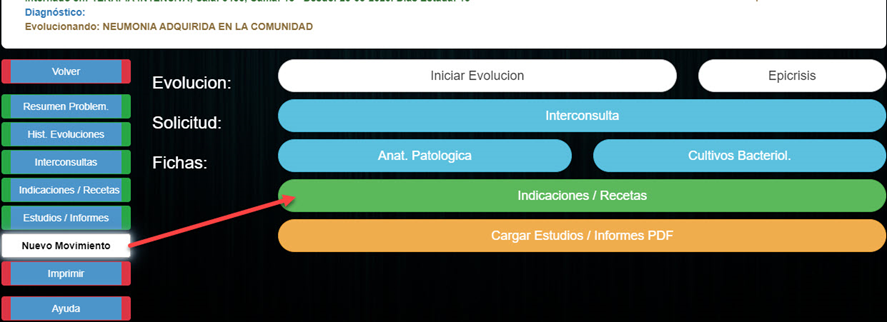 Diagnóstico:
Evolucionando: NEUMONIA ADQUIRIDA EN LA COMUNIDAD
Volver
Resumen Problem.
Hist. Evoluciones
Interconsultas
Indicaciones / Recetas
Estudios / Informes
Nuevo Movimiento
Imprimir
Ayuda
Evolucion: Iniciar Evolucion Epicrisis
Solicitud: Interconsulta
Fichas: Anat. Patologica Cultivos Bacteriol.
Indicaciones / Recetas
Cargar Estudios / Informes PDF